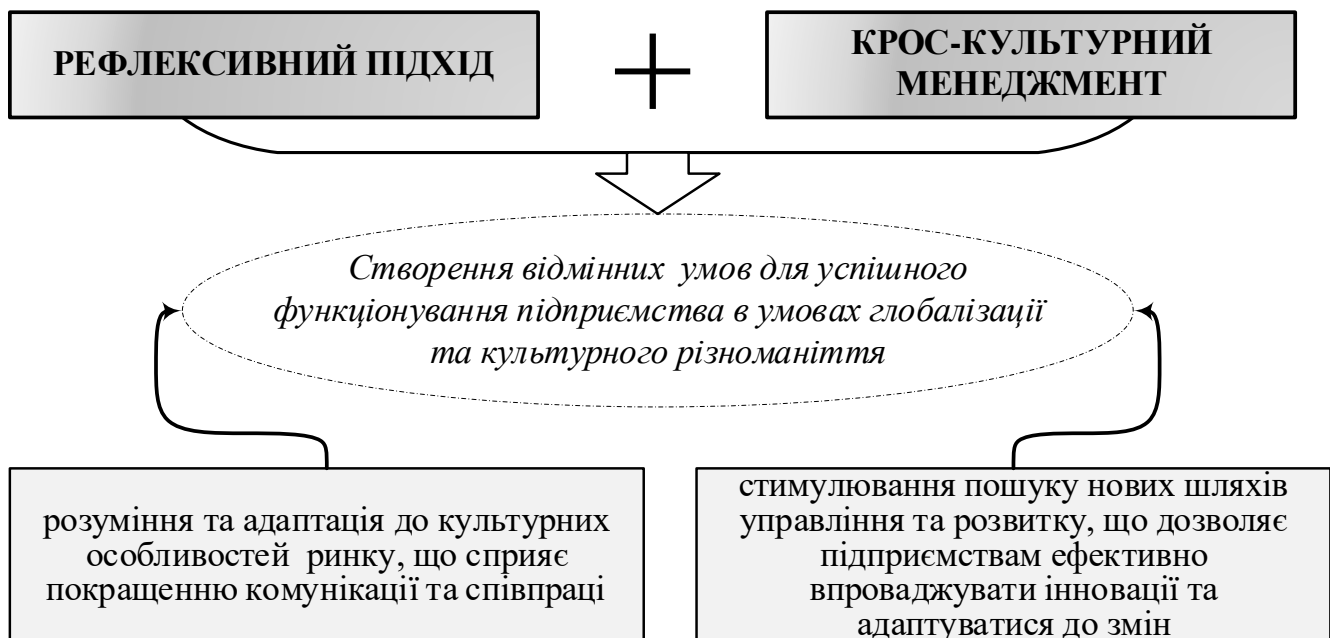 РЕФЛЕКСИВНИЙ ПІДХІД
КРОС-КУЛЬТУРНИЙ
МЕНЕДЖМЕНТ
Створення відмінних умов для успішного
функціонування підприємства в умовах глобалізації
та культурного різноманіття
розуміння та адаптація до культурних
особливостей ринку, що сприяє
покращенню комунікації та співпраці
стимулювання пошуку нових шляхів
управління та розвитку, що дозволяє
підприємствам ефективно
впроваджувати інновації та
адаптуватися до змін